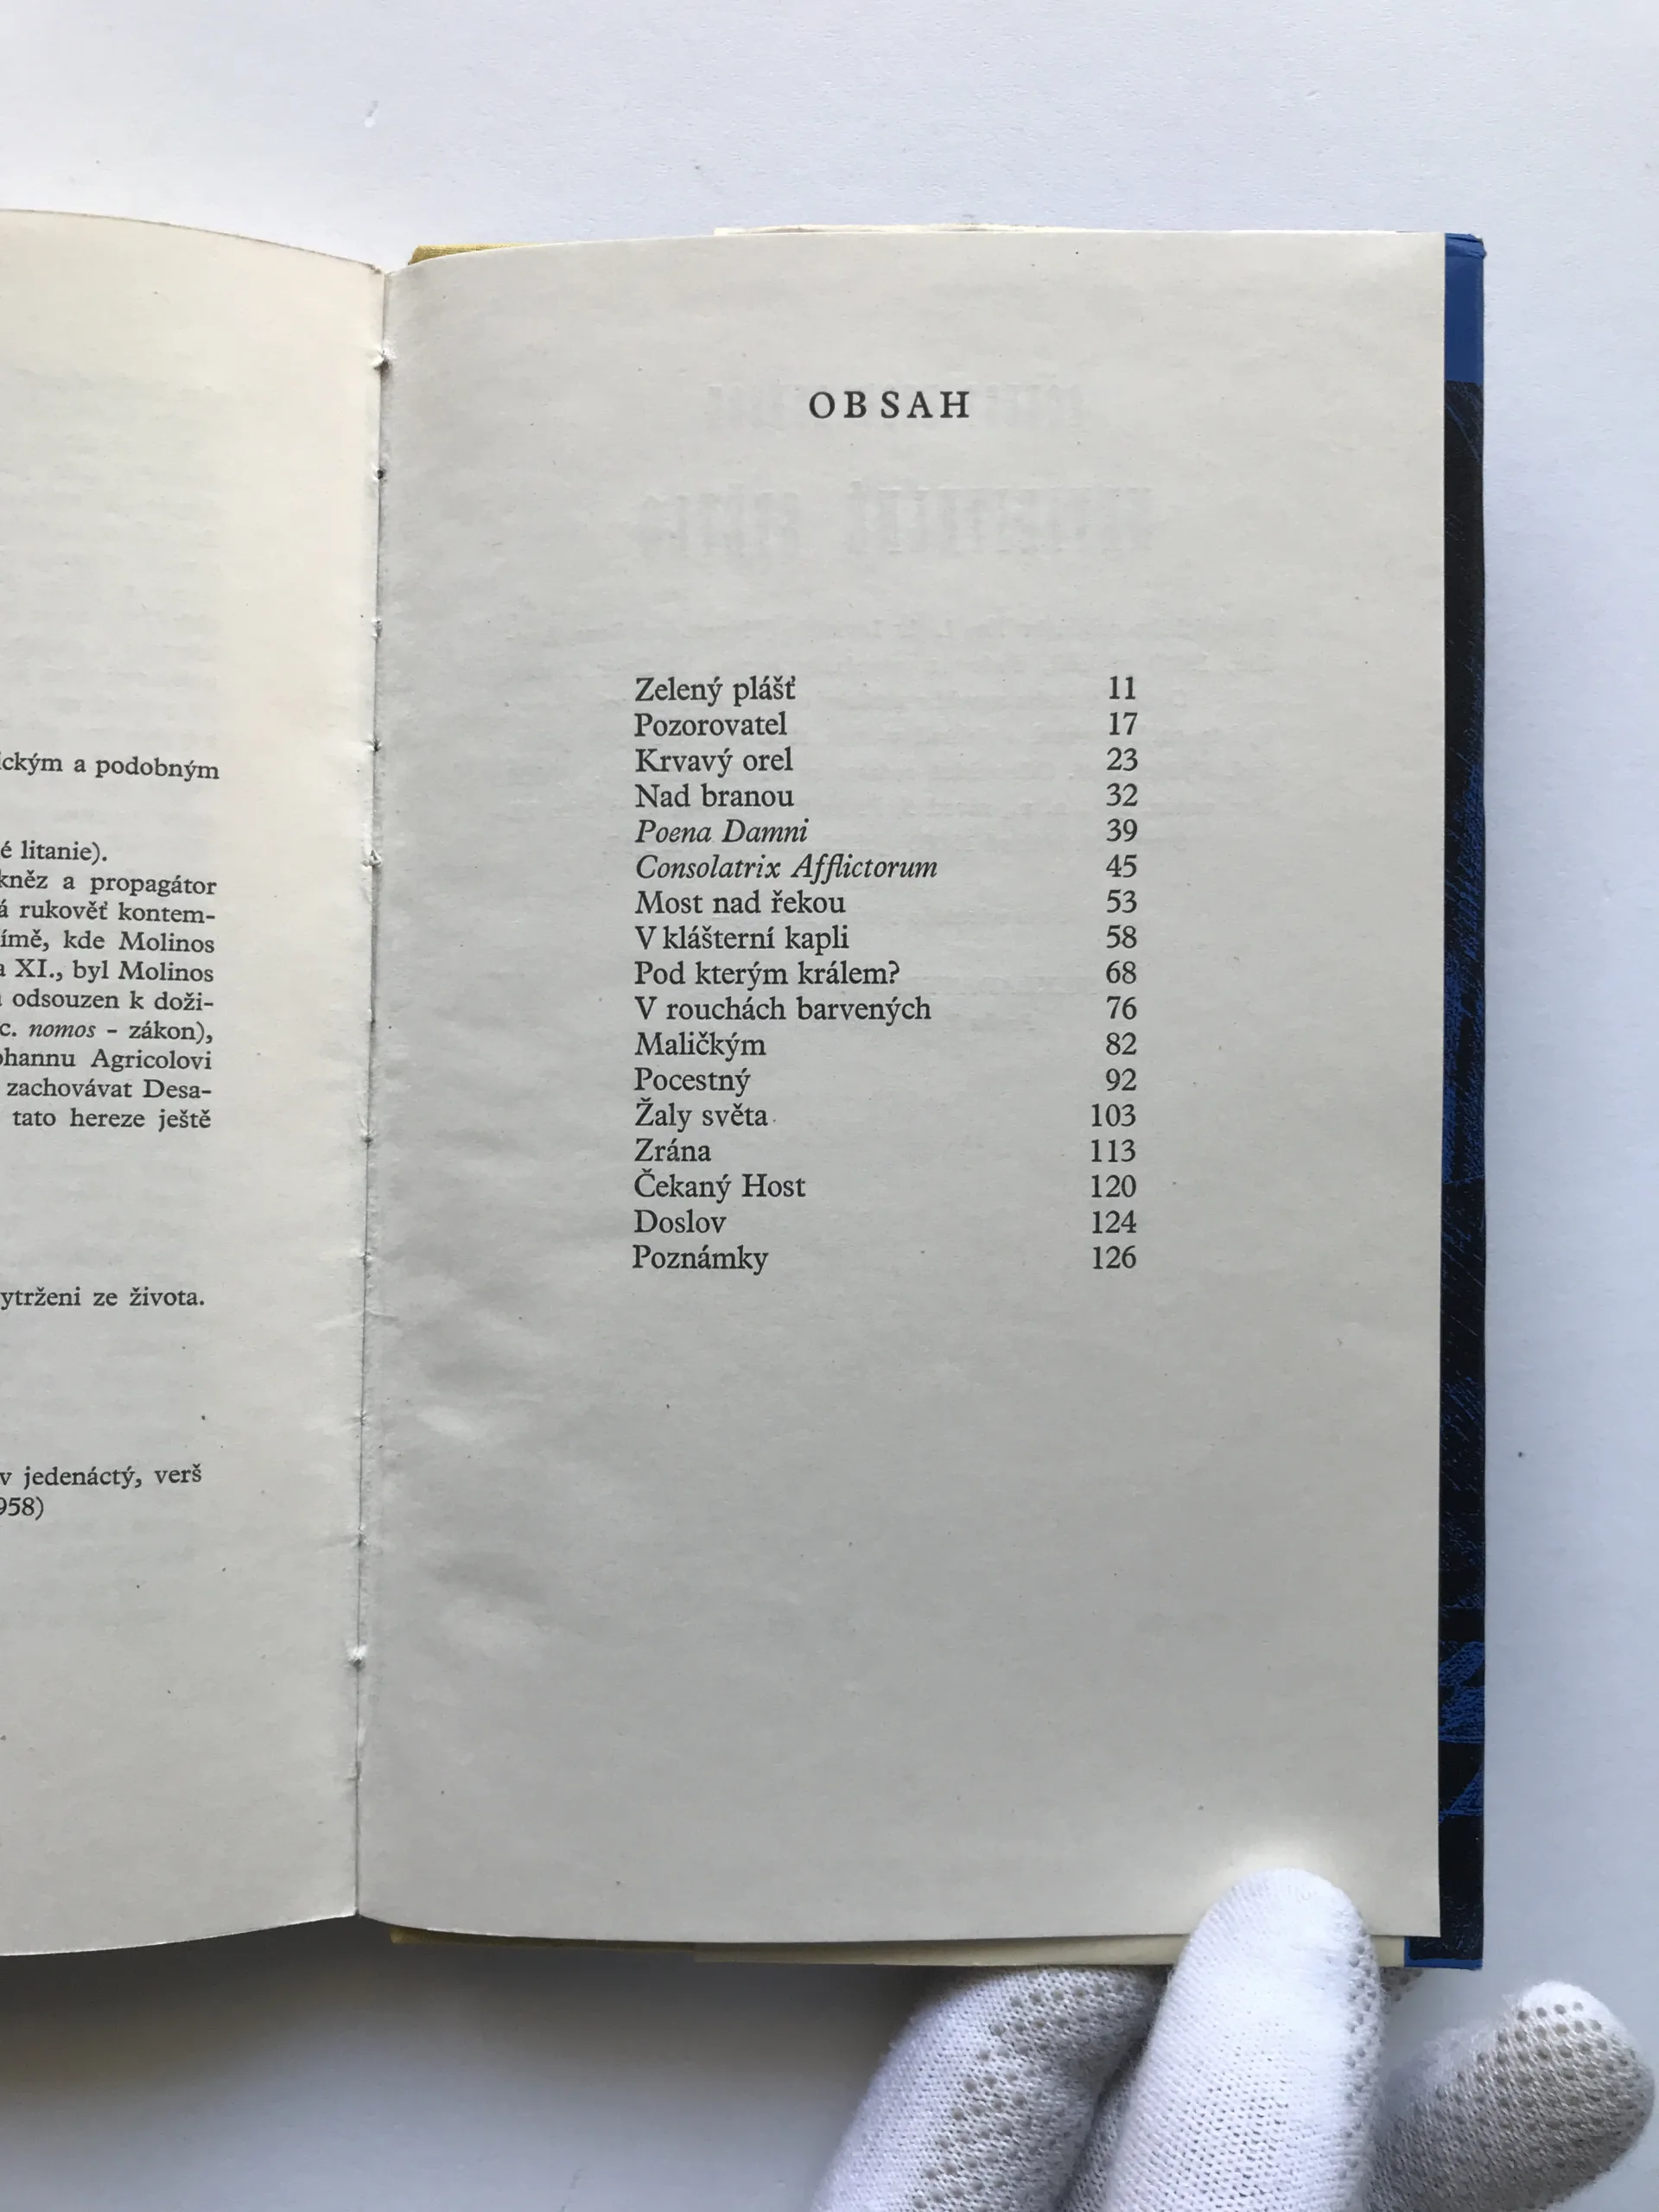 ickým a podobným
é litanie).
kněz a propagátor
á rukověť kontem-
ímě, kde Molinos
a XI., byl Molinos
odsouzen k doži-
c. nomos - zákon),
ohannu Agricolovi
zachovávat Desa-
tato hereze ještě
ytrženi ze života.
v jedenáctý, verš
958)
OBSAH
Zelený plášť 11
Pozorovatel 17
Krvavý orel 23
Nad branou 32
Poena Damni 39
Consolatrix Afflictorum 45
Most nad řekou 53
V klášterní kapli 58
Pod kterým králem? 68
V rouchách barvených 76
Maličkým 82
Pocestný 92
Žaly světa 103
Zrána 113
Čekaný Host 120
Doslov 124
Poznámky 126